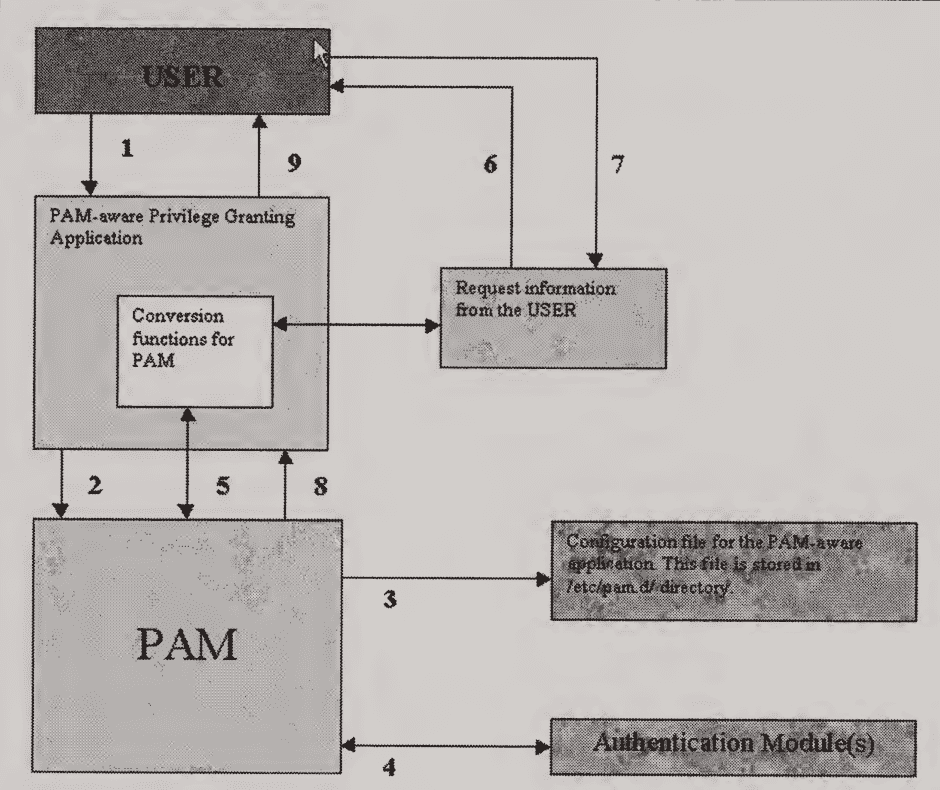 USER
1
9
6
7
PAM-aware Privilege Granting
Application
Request information
from the USER
Conversion
functions for
PAM
2
5
8
Configuration file for the PAM-aware
application. This file is stored in
/etc/pam.d/ directory.
3
PAM
Authentication Module(s)
4